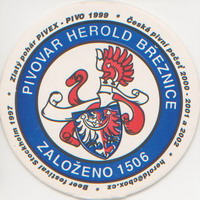 Zlatý pohár PIVEX - PIVO 1999 • Česká pivní pečeť 2000 - 2001 a 2002 • herold@cbox.cz • Beer festival Stockholm 1997 •
PIVOVAR HEROLD BŘEZNICE
ZALOŽENO 1506